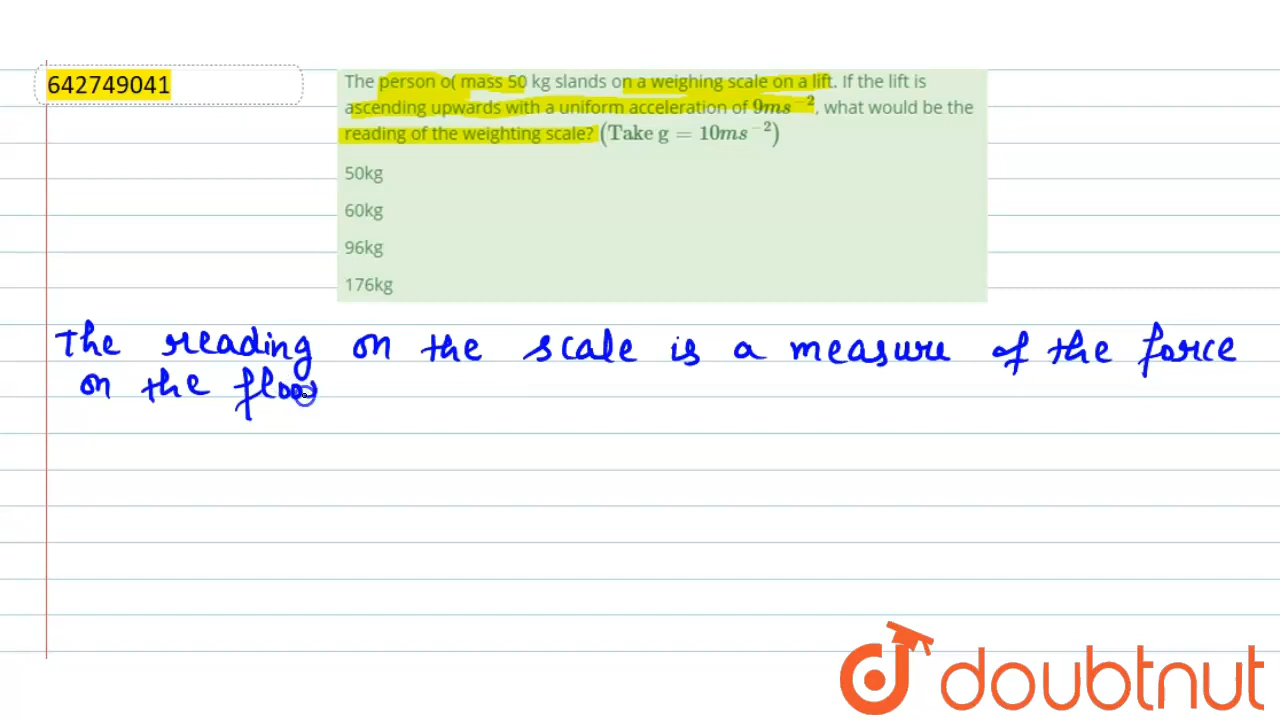 642749041
The person o( mass 50 kg slands on a weighing scale on a lift. If the lift is
ascending upwards with a uniform acceleration of 9ms⁻², what would be the
reading of the weighting scale? (Take g = 10ms⁻²)
50kg
60kg
96kg
176kg
The reading on the scale is a measure of the force
on the floor
doubtnut